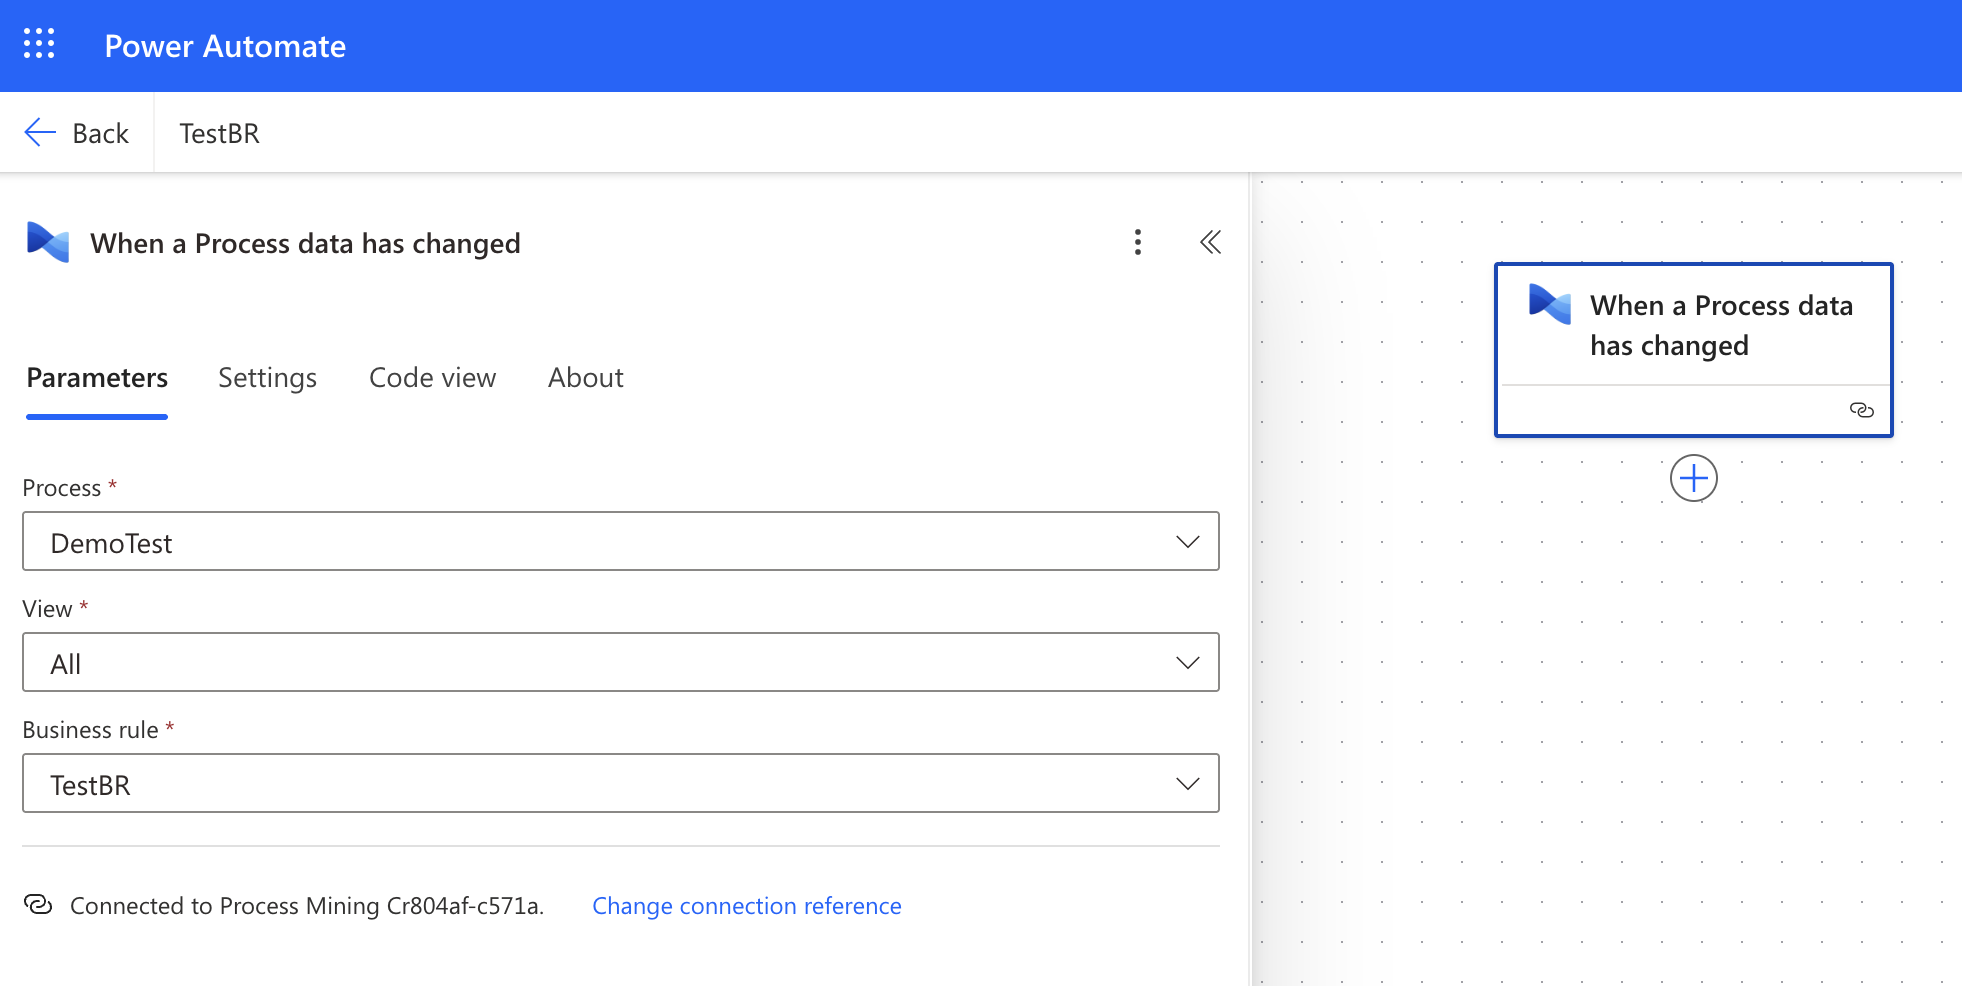 Power Automate
Back
TestBR
When a Process data has changed
Parameters
Settings
Code view
About
Process *
DemoTest
View *
All
Business rule *
TestBR
Connected to Process Mining Cr804af-c571a.
Change connection reference
When a Process data
has changed